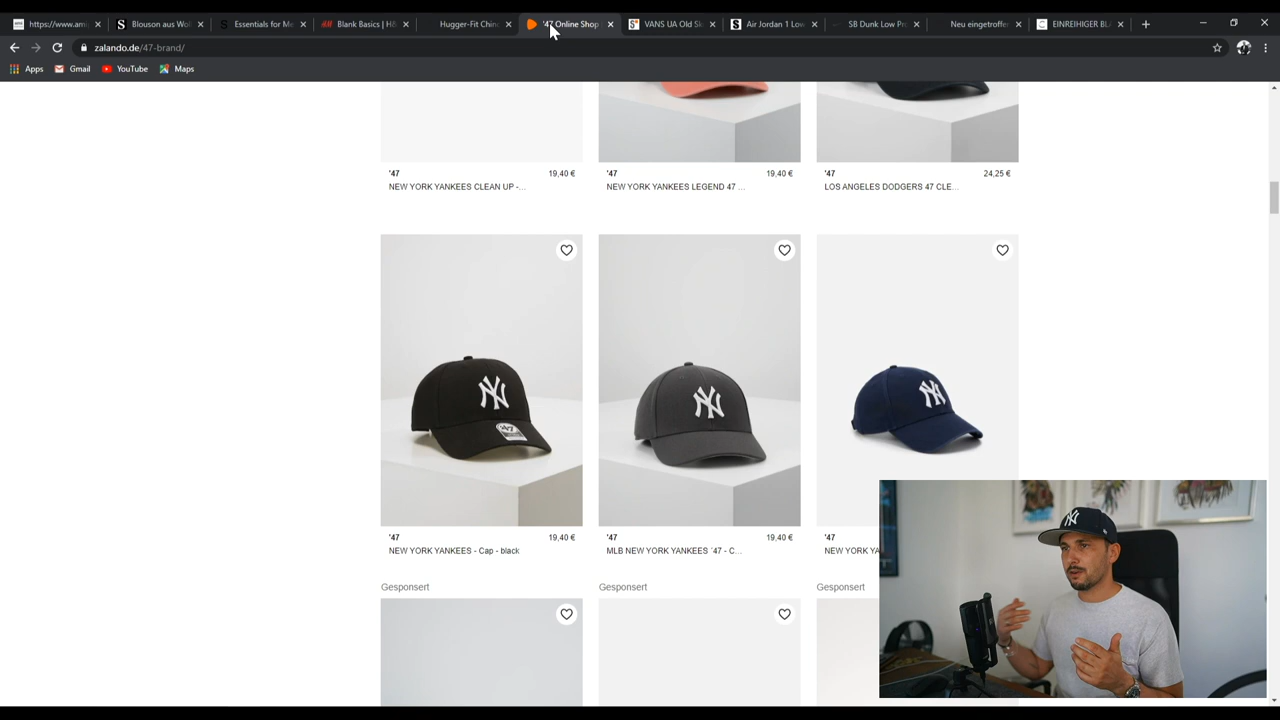 https://www.am
Blouson aus Wo
Essentials for Me
Blank Basics | H&
Hugger-Fit Chin
'47 Online Shop
VANS UA Old Sk
Air Jordan 1 Low
SB Dunk Low Pr
Neu eingetroffe
EINREIHIGER BL
zalando.de/47-brand/
Apps
Gmail
YouTube
Maps
'47 19,40 €
NEW YORK YANKEES CLEAN UP -...
'47 19,40 €
NEW YORK YANKEES LEGEND 47 ...
'47 24,25 €
LOS ANGELES DODGERS 47 CLE...
NY
'47
NY
NY
'47 19,40 €
NEW YORK YANKEES - Cap - black
'47 19,40 €
MLB NEW YORK YANKEES ´47 - C...
'47
NEW YORK YA
Gesponsert
Gesponsert
Gesponsert
NY